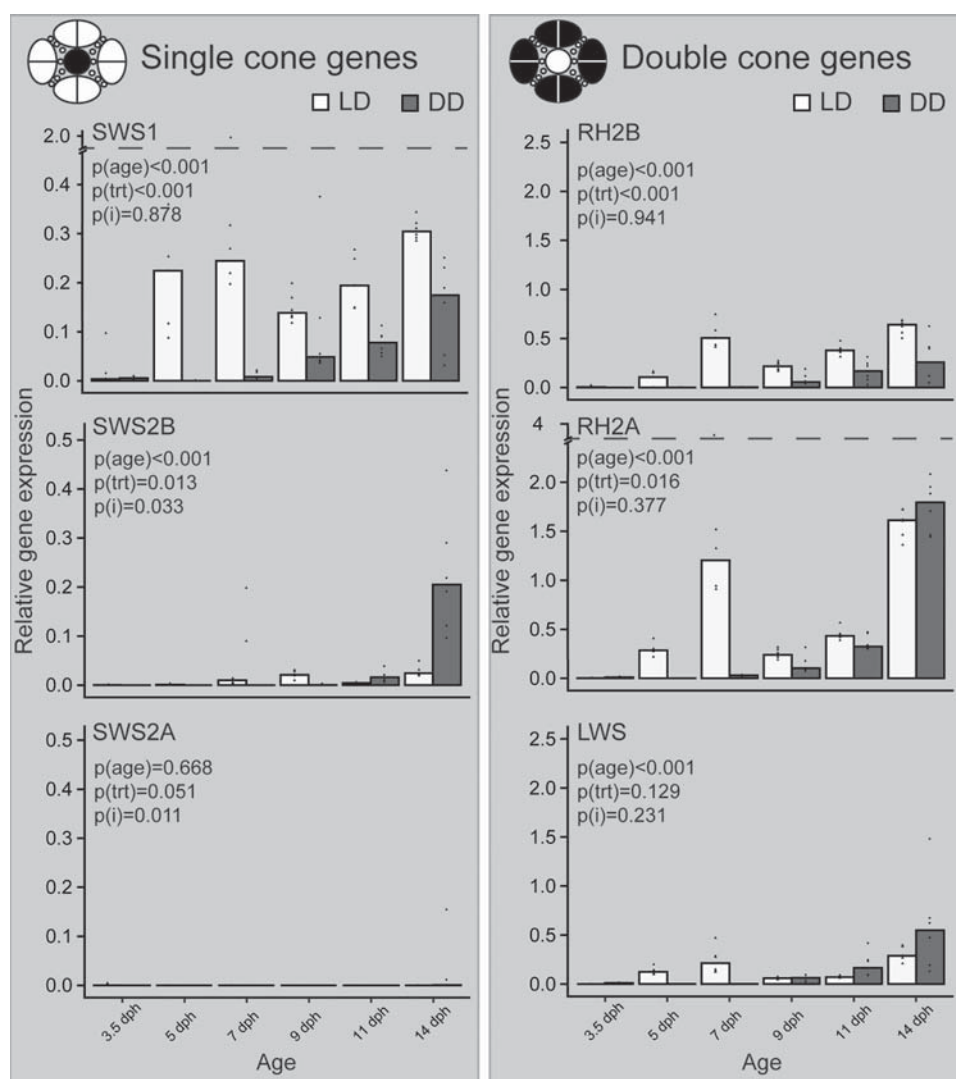 Single cone genes
LD DD
SWS1
2.0
p(age)<0.001
p(trt)<0.001
p(i)=0.878
0.4
0.3
0.2
0.1
0.0
SWS2B
p(age)<0.001
p(trt)=0.013
p(i)=0.033
0.5
0.4
0.3
0.2
0.1
0.0
SWS2A
p(age)=0.668
p(trt)=0.051
p(i)=0.011
0.5
0.4
0.3
0.2
0.1
0.0
Relative gene expression
3.5 dph 5 dph 7 dph 9 dph 11 dph 14 dph
Age
Double cone genes
LD DD
RH2B
p(age)<0.001
p(trt)<0.001
p(i)=0.941
2.5
2.0
1.5
1.0
0.5
0.0
RH2A
4
p(age)<0.001
p(trt)=0.016
p(i)=0.377
2.0
1.5
1.0
0.5
0.0
LWS
p(age)<0.001
p(trt)=0.129
p(i)=0.231
2.5
2.0
1.5
1.0
0.5
0.0
Relative gene expression
3.5 dph 5 dph 7 dph 9 dph 11 dph 14 dph
Age